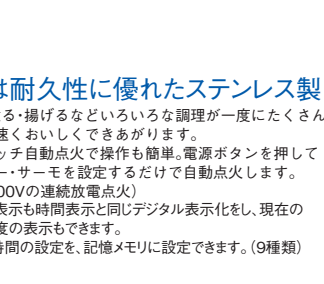 は耐久性に優れたステンレス製
る・揚げるなどいろいろな調理が一度にたくさん
速くおいしくできあがります。
ッチ自動点火で操作も簡単。電源ボタンを押して
ー・サーモを設定するだけで自動点火します。
00Vの連続放電点火）
表示も時間表示と同じデジタル表示化をし、現在の
度の表示もできます。
時間の設定を、記憶メモリに設定できます。（9種類）